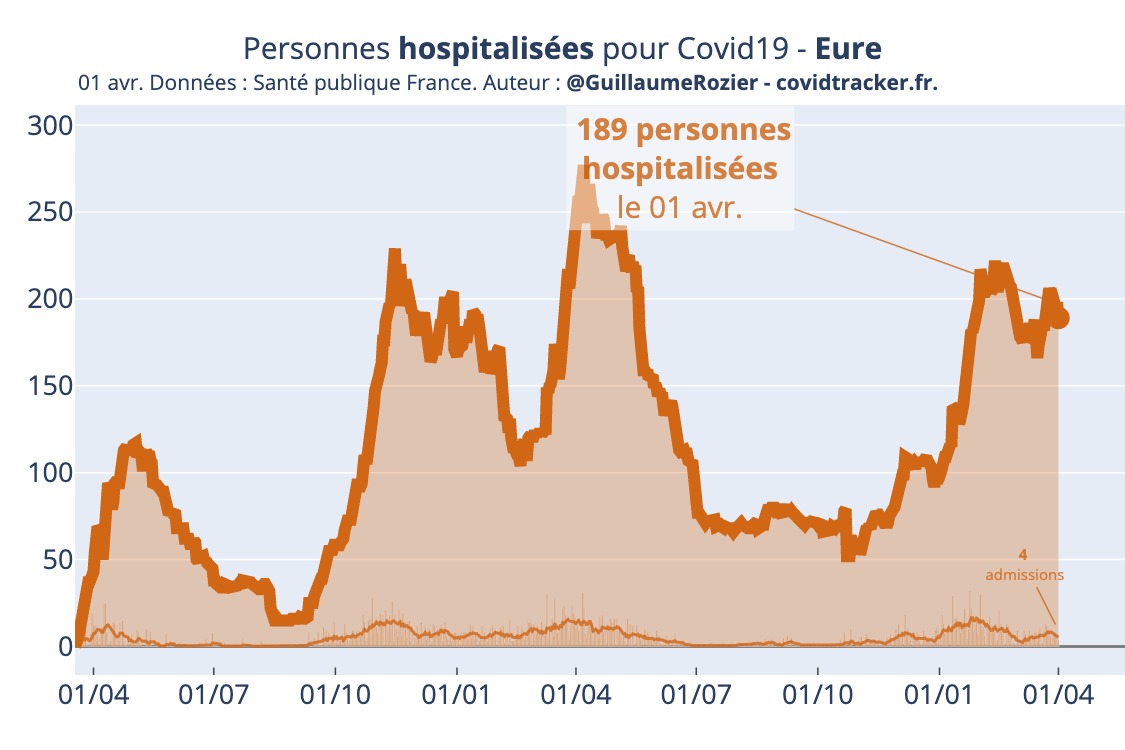 Personnes hospitalisées pour Covid19 - Eure
01 avr. Données : Santé publique France. Auteur : @GuillaumeRozier - covidtracker.fr.
300
189 personnes
hospitalisées
le 01 avr.
250
200
150
100
50
4
admissions
0
01/04 01/07 01/10 01/01 01/04 01/07 01/10 01/01 01/04